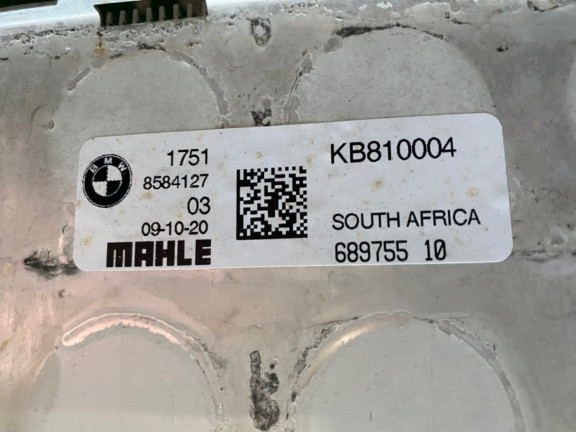 BMW
1751
8584127
03
09-10-20
MAHLE
KB810004
SOUTH AFRICA
689755 10